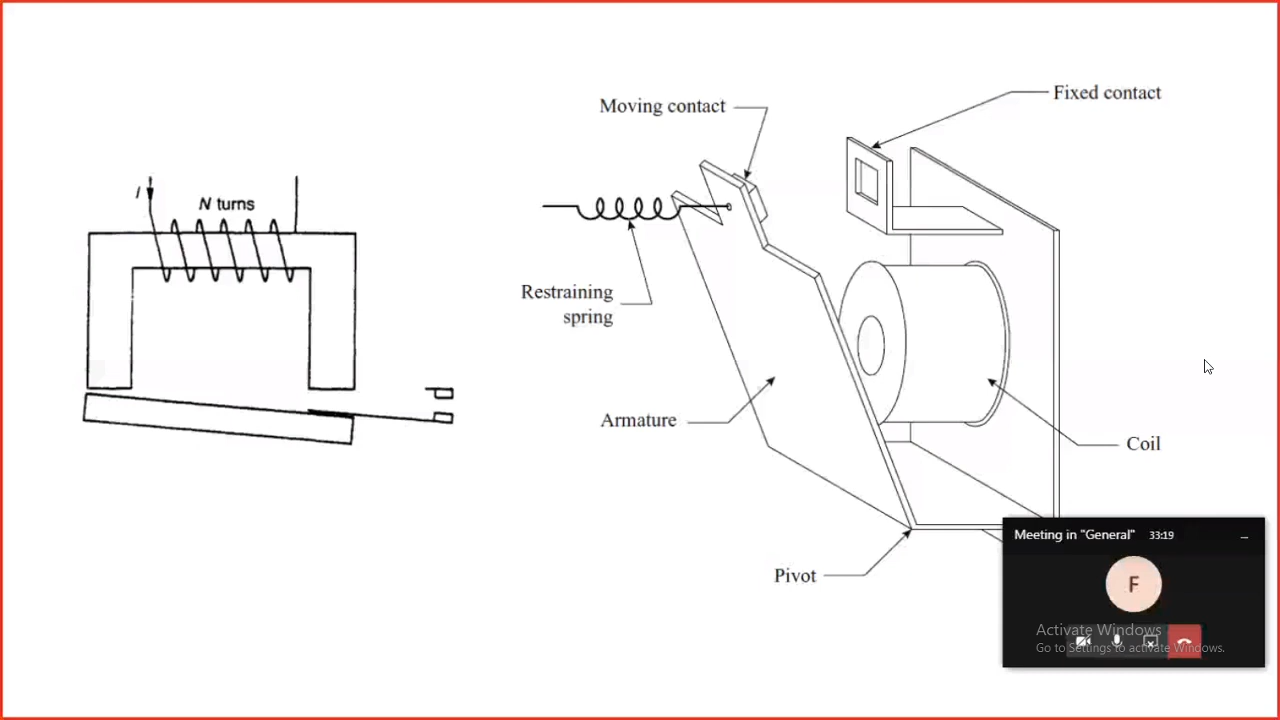 I
N turns
Moving contact
Fixed contact
Restraining
spring
Armature
Coil
Pivot
Meeting in "General" 33:19
F
Activate Windows
Go to Settings to activate Windows.